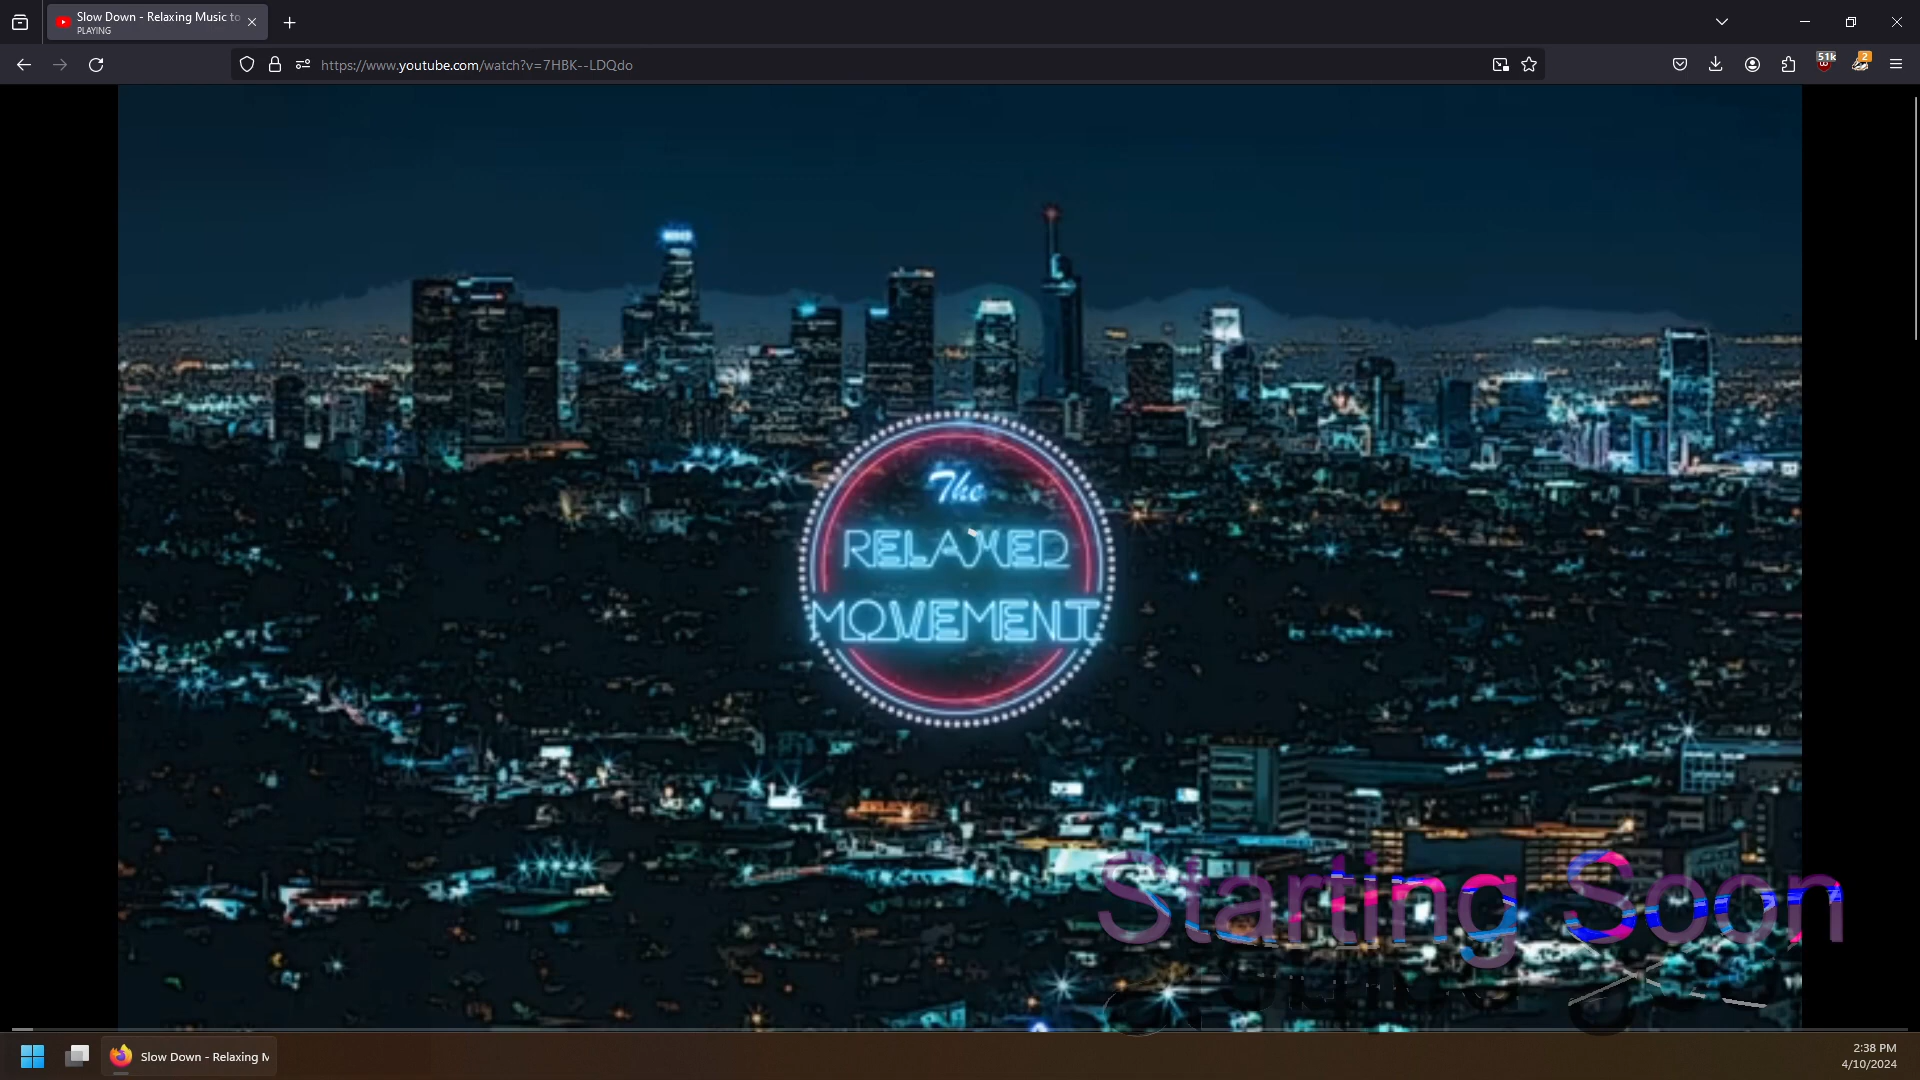 Slow Down - Relaxing Music to
PLAYING
https://www.youtube.com/watch?v=7HBK--LDQdo
51k
2
The
RELAXED
MOVEMENT
Starting Soon
Slow Down - Relaxing M
2:38 PM
4/10/2024